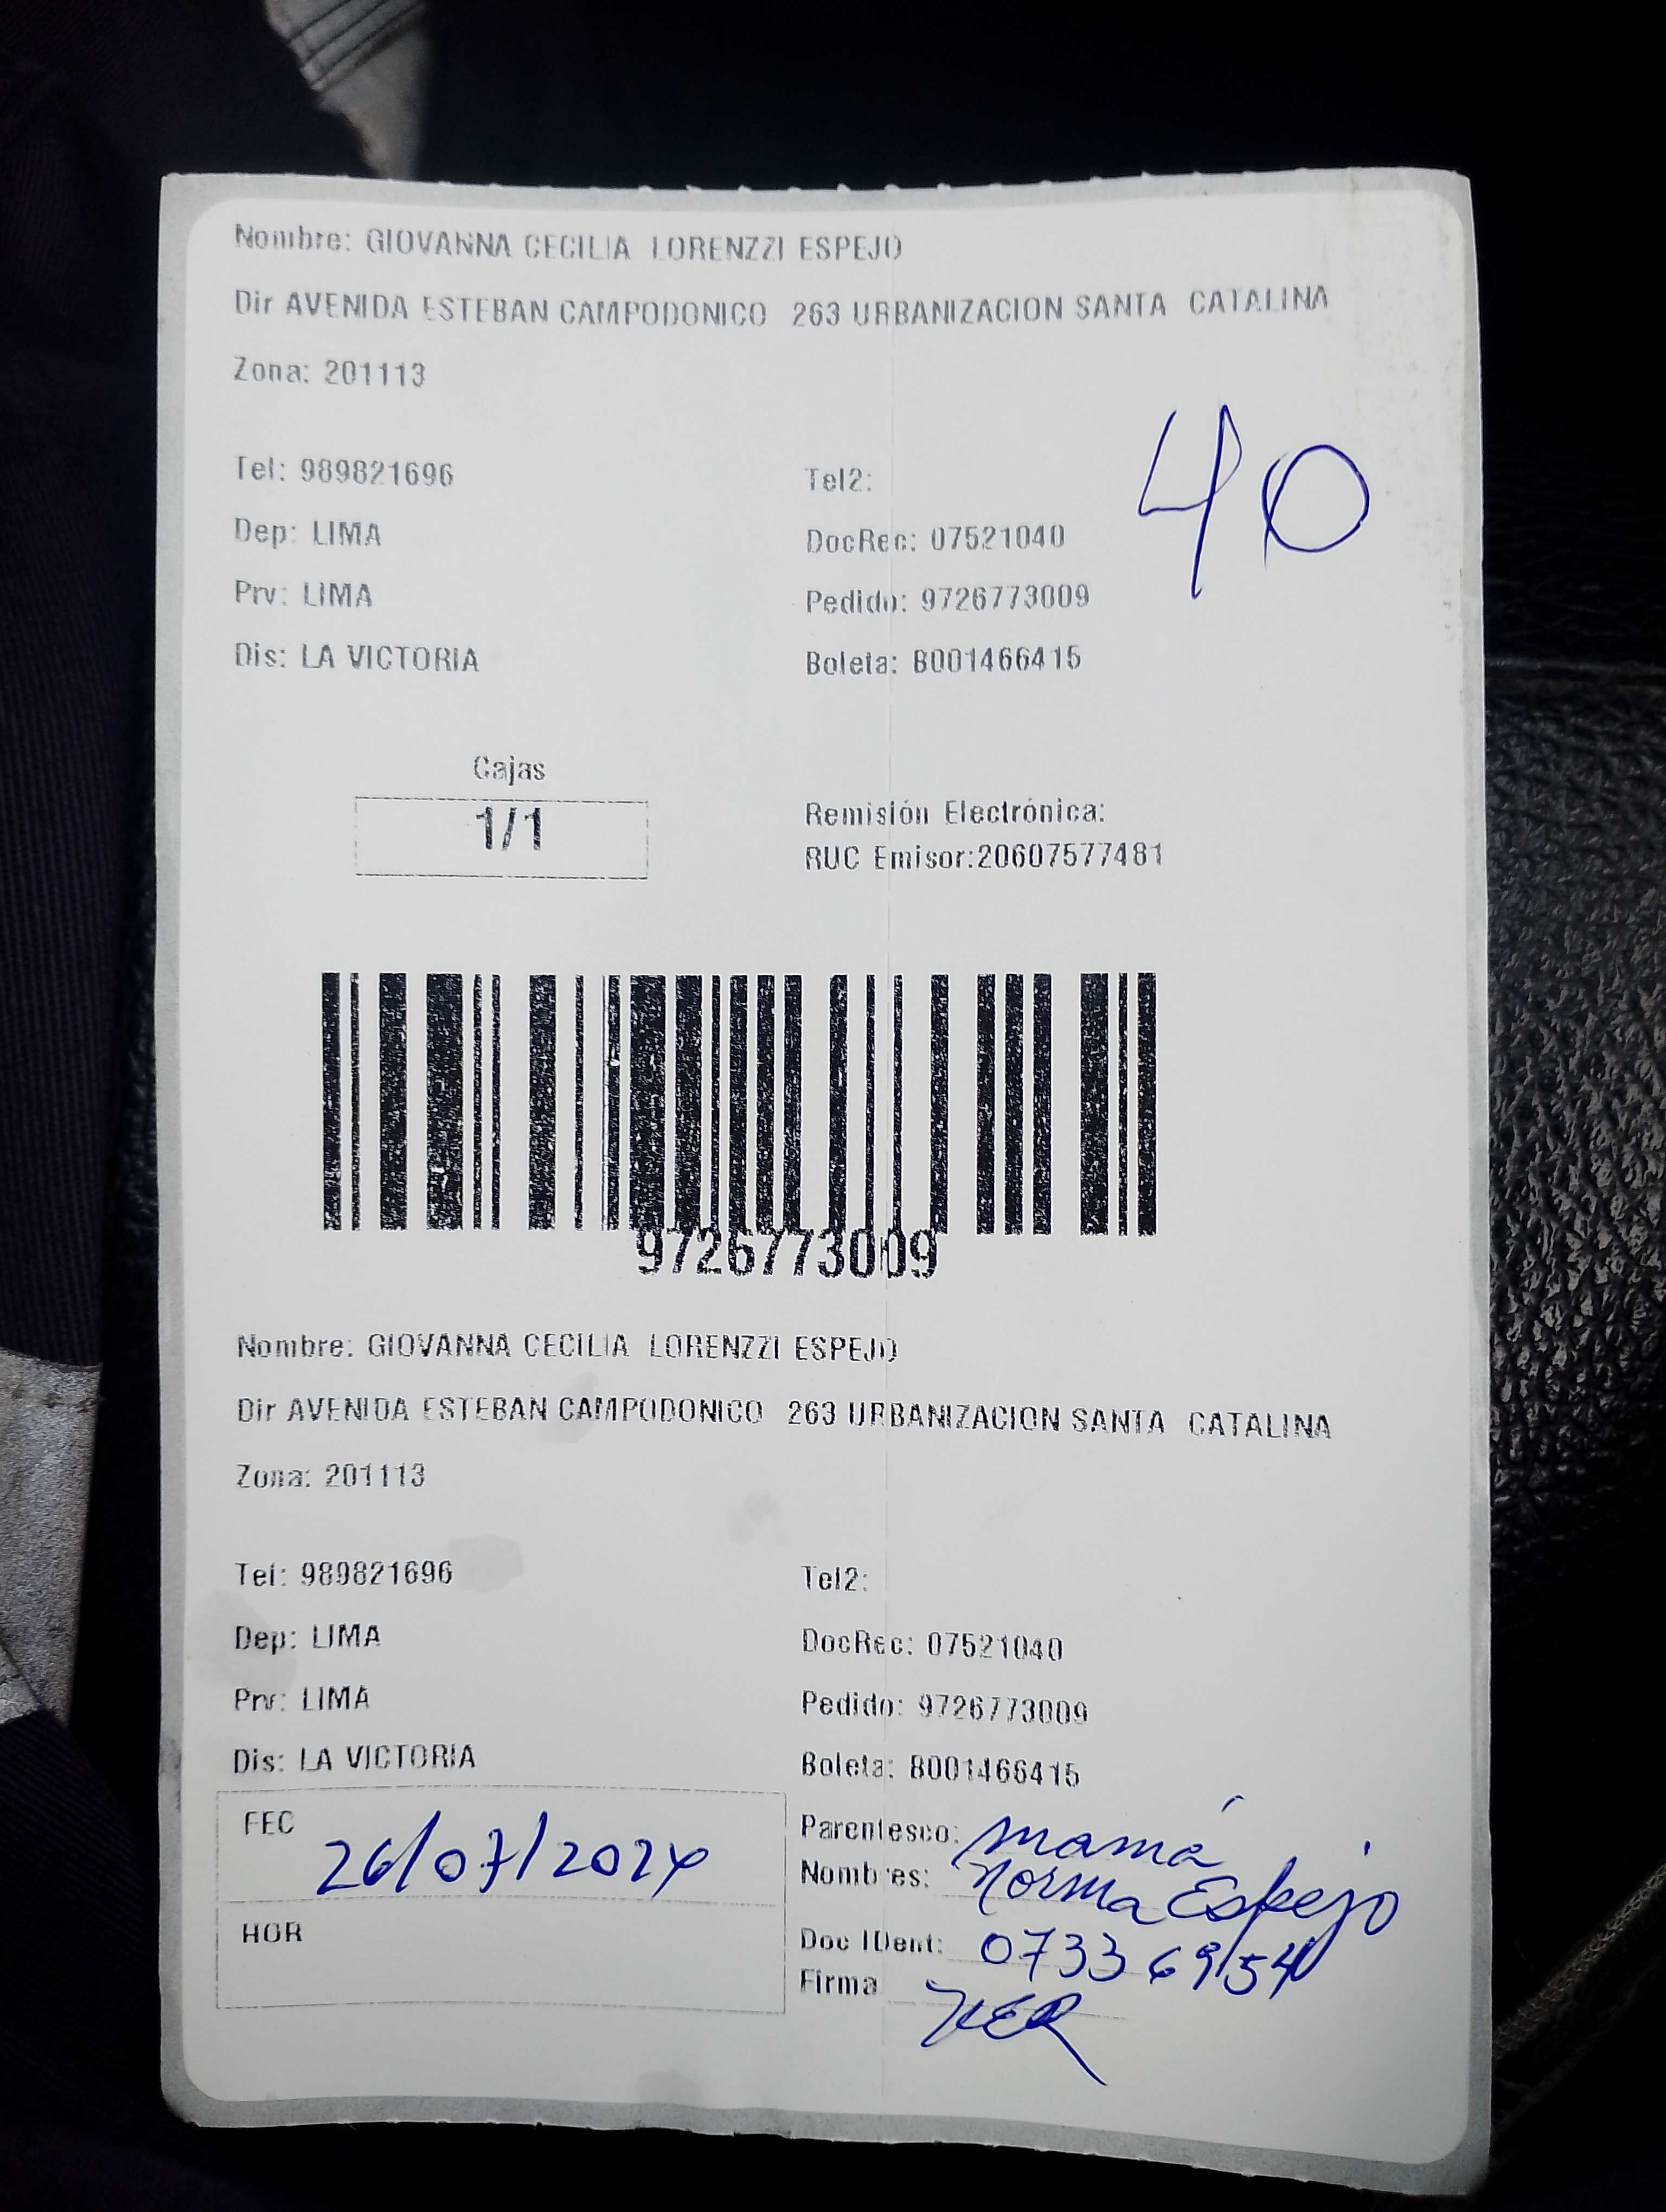 Nombre: GIOVANNA CECILIA LORENZZI ESPEJO
Dir AVENIDA ESTEBAN CAMPODONICO 263 URBANIZACION SANTA CATALINA
Zona: 201113
40
Tel: 989821696 Tel2:
Dep: LIMA DocRec: 07521040
Prv: LIMA Pedido: 9726773009
Dis: LA VICTORIA Boleta: B001466415
Cajas
1/1
Remisión Electrónica:
RUC Emisor:20607577481
9726773009
Nombre: GIOVANNA CECILIA LORENZZI ESPEJO
Dir AVENIDA ESTEBAN CAMPODONICO 263 URBANIZACION SANTA CATALINA
Zona: 201113
Tel: 989821696 Tel2:
Dep: LIMA DocRec: 07521040
Prv: LIMA Pedido: 9726773009
Dis: LA VICTORIA Boleta: B001466415
FEC 26/07/2024
HOR
Parentesco: mamá
Nombres: Norma Espejo
Doc IDent: 07336954
Firma